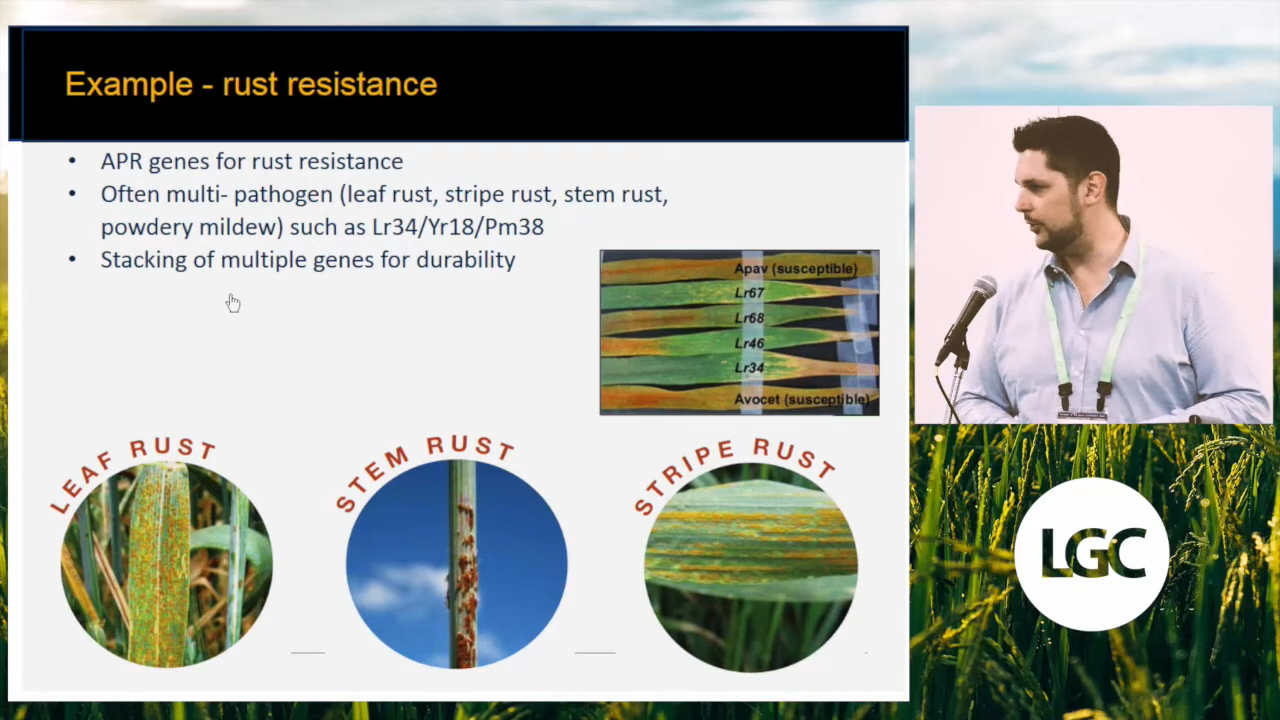 Example - rust resistance
• APR genes for rust resistance
• Often multi- pathogen (leaf rust, stripe rust, stem rust,
powdery mildew) such as Lr34/Yr18/Pm38
• Stacking of multiple genes for durability
Apav (susceptible)
Lr67
Lr68
Lr46
Lr34
Avocet (susceptible)
LEAF RUST
STEM RUST
STRIPE RUST
LGC